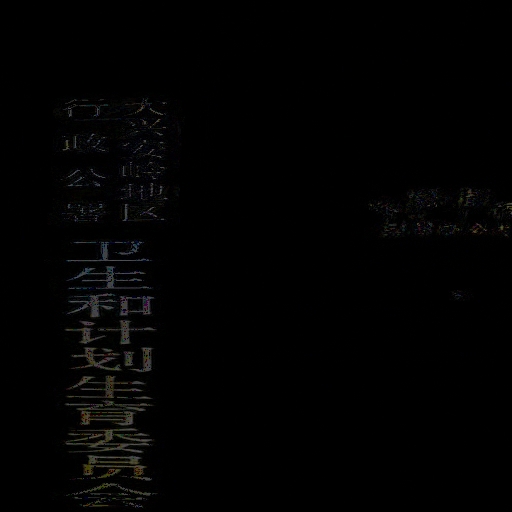 大兴安岭地区
行政公署
卫生和计划生育委员会